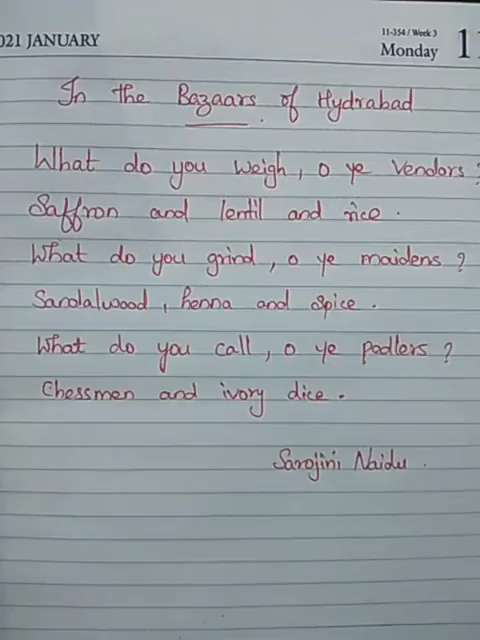 021 JANUARY
11-354 / Week 3
Monday 1
In the Bazaars of Hydrabad
What do you weigh, o ye vendors?
Saffron and lentil and rice.
What do you grind, o ye maidens?
Sandalwood, henna and spice.
What do you call, o ye pedlers?
Chessmen and ivory dice.
Sarojini Naidu.